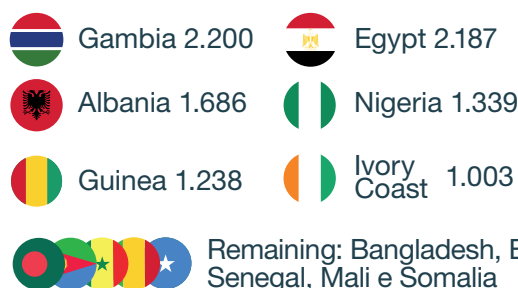 Gambia 2.200
Egypt 2.187
Albania 1.686
Nigeria 1.339
Guinea 1.238
Ivory
Coast 1.003
Remaining: Bangladesh,
Senegal, Mali e Somalia